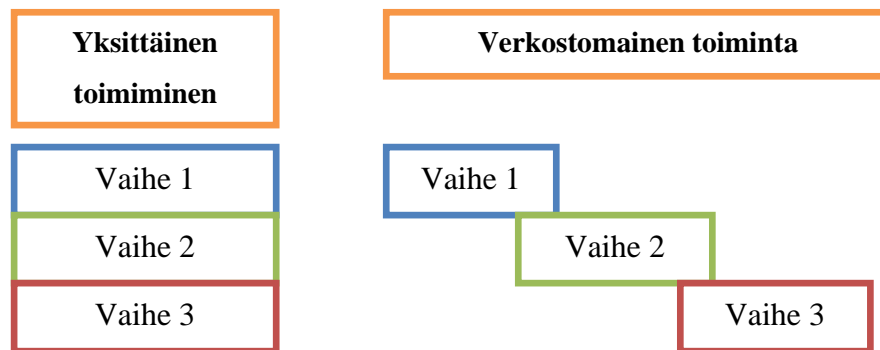 Yksittäinen
toimiminen
Verkostomainen toiminta
Vaihe 1
Vaihe 2
Vaihe 3
Vaihe 1
Vaihe 2
Vaihe 3